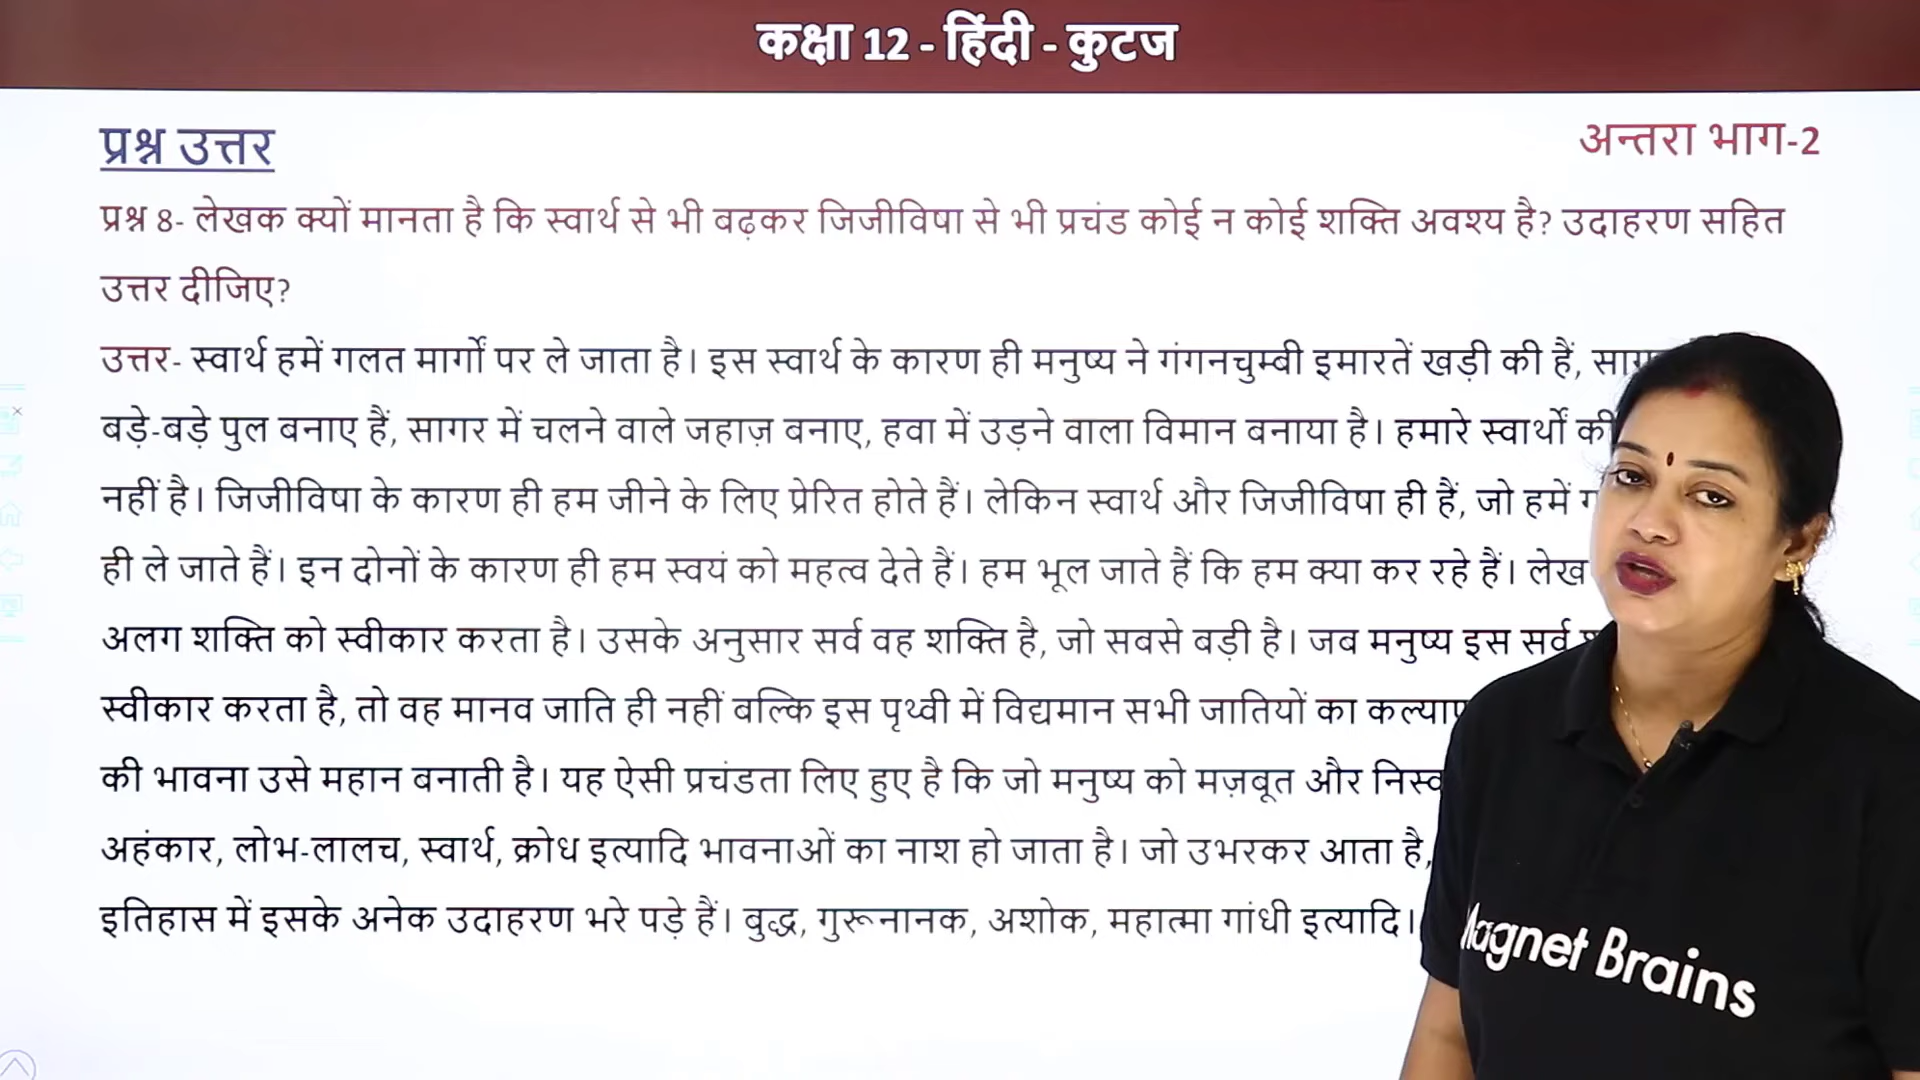 कक्षा 12 - हिंदी - कुटज
प्रश्न उत्तर
अन्तरा भाग-2
प्रश्न 8- लेखक क्यों मानता है कि स्वार्थ से भी बढ़कर जिजीविषा से भी प्रचंड कोई न कोई शक्ति अवश्य है? उदाहरण सहित
उत्तर दीजिए?
उत्तर- स्वार्थ हमें गलत मार्गों पर ले जाता है। इस स्वार्थ के कारण ही मनुष्य ने गंगनचुम्बी इमारतें खड़ी की हैं,
बड़े-बड़े पुल बनाए हैं, सागर में चलने वाले जहाज़ बनाए, हवा में उड़ने वाला विमान बनाया है। हमारे स्वार्थों की
नहीं है। जिजीविषा के कारण ही हम जीने के लिए प्रेरित होते हैं। लेकिन स्वार्थ और जिजीविषा ही हैं, जो हमें
ही ले जाते हैं। इन दोनों के कारण ही हम स्वयं को महत्व देते हैं। हम भूल जाते हैं कि हम क्या कर रहे हैं।
अलग शक्ति को स्वीकार करता है। उसके अनुसार सर्व वह शक्ति है, जो सबसे बड़ी है। जब मनुष्य इस सर्व
स्वीकार करता है, तो वह मानव जाति ही नहीं बल्कि इस पृथ्वी में विद्यमान सभी जातियों का
की भावना उसे महान बनाती है। यह ऐसी प्रचंडता लिए हुए है कि जो मनुष्य को मज़बूत और
अहंकार, लोभ-लालच, स्वार्थ, क्रोध इत्यादि भावनाओं का नाश हो जाता है। जो उभरकर आता है,
इतिहास में इसके अनेक उदाहरण भरे पड़े हैं। बुद्ध, गुरूनानक, अशोक, महात्मा गांधी इत्यादि।
Magnet Brains